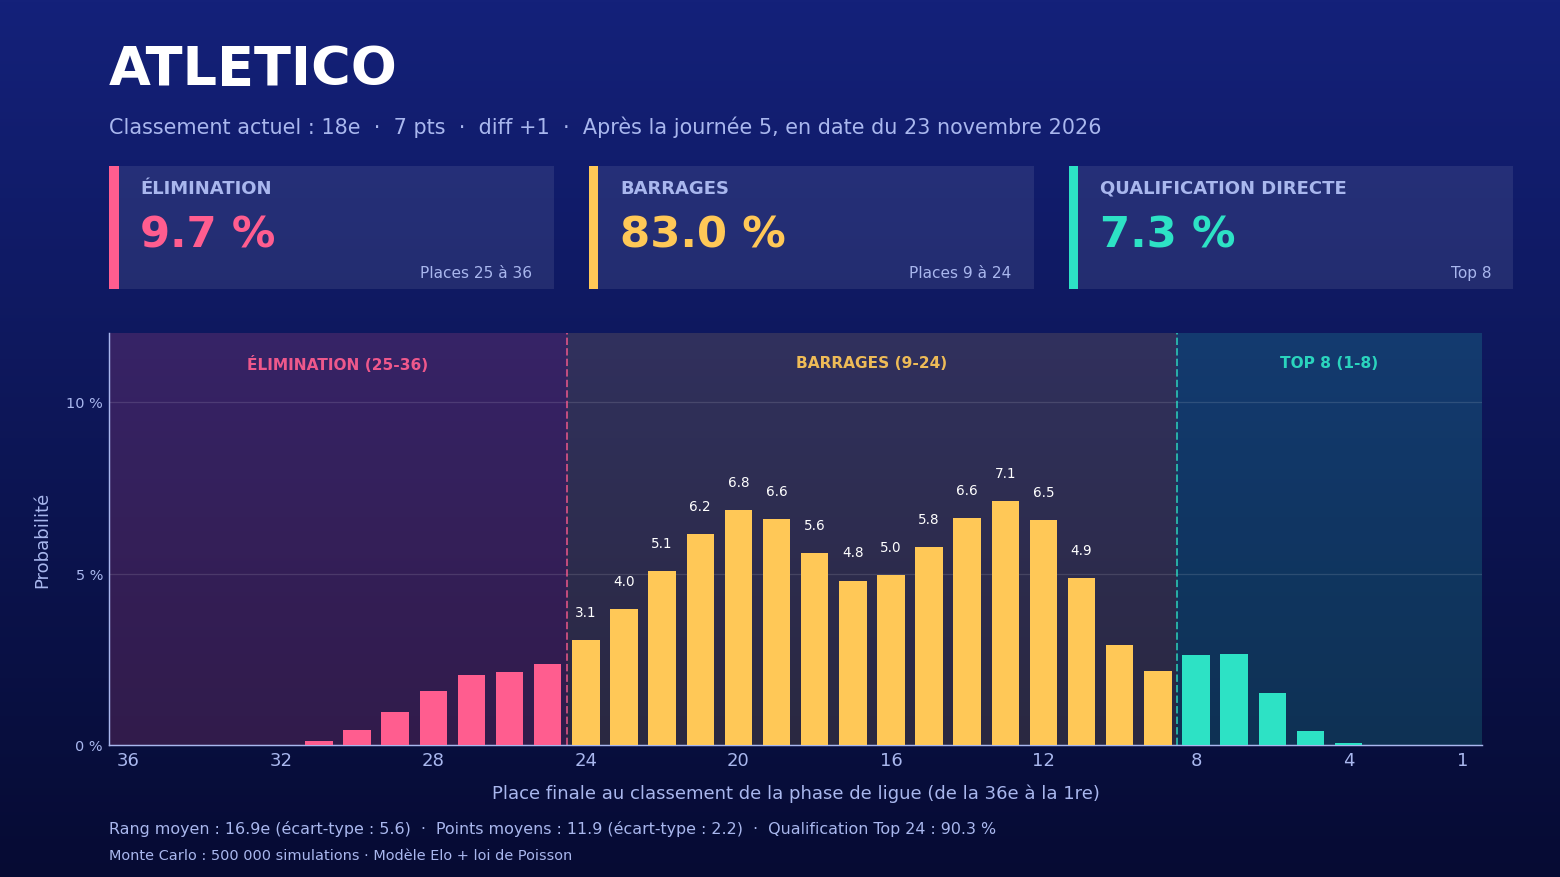 ATLETICO
Classement actuel : 18e · 7 pts · diff +1 · Après la journée 5, en date du 23 novembre 2026
ÉLIMINATION
9.7 %
Places 25 à 36
BARRAGES
83.0 %
Places 9 à 24
QUALIFICATION DIRECTE
7.3 %
Top 8
ÉLIMINATION (25-36)
BARRAGES (9-24)
TOP 8 (1-8)
Probabilité
10 %
5 %
0 %
3.1
4.0
5.1
6.2
6.8
6.6
5.6
4.8
5.0
5.8
6.6
7.1
6.5
4.9
36 32 28 24 20 16 12 8 4 1
Place finale au classement de la phase de ligue (de la 36e à la 1re)
Rang moyen : 16.9e (écart-type : 5.6) · Points moyens : 11.9 (écart-type : 2.2) · Qualification Top 24 : 90.3 %
Monte Carlo : 500 000 simulations · Modèle Elo + loi de Poisson